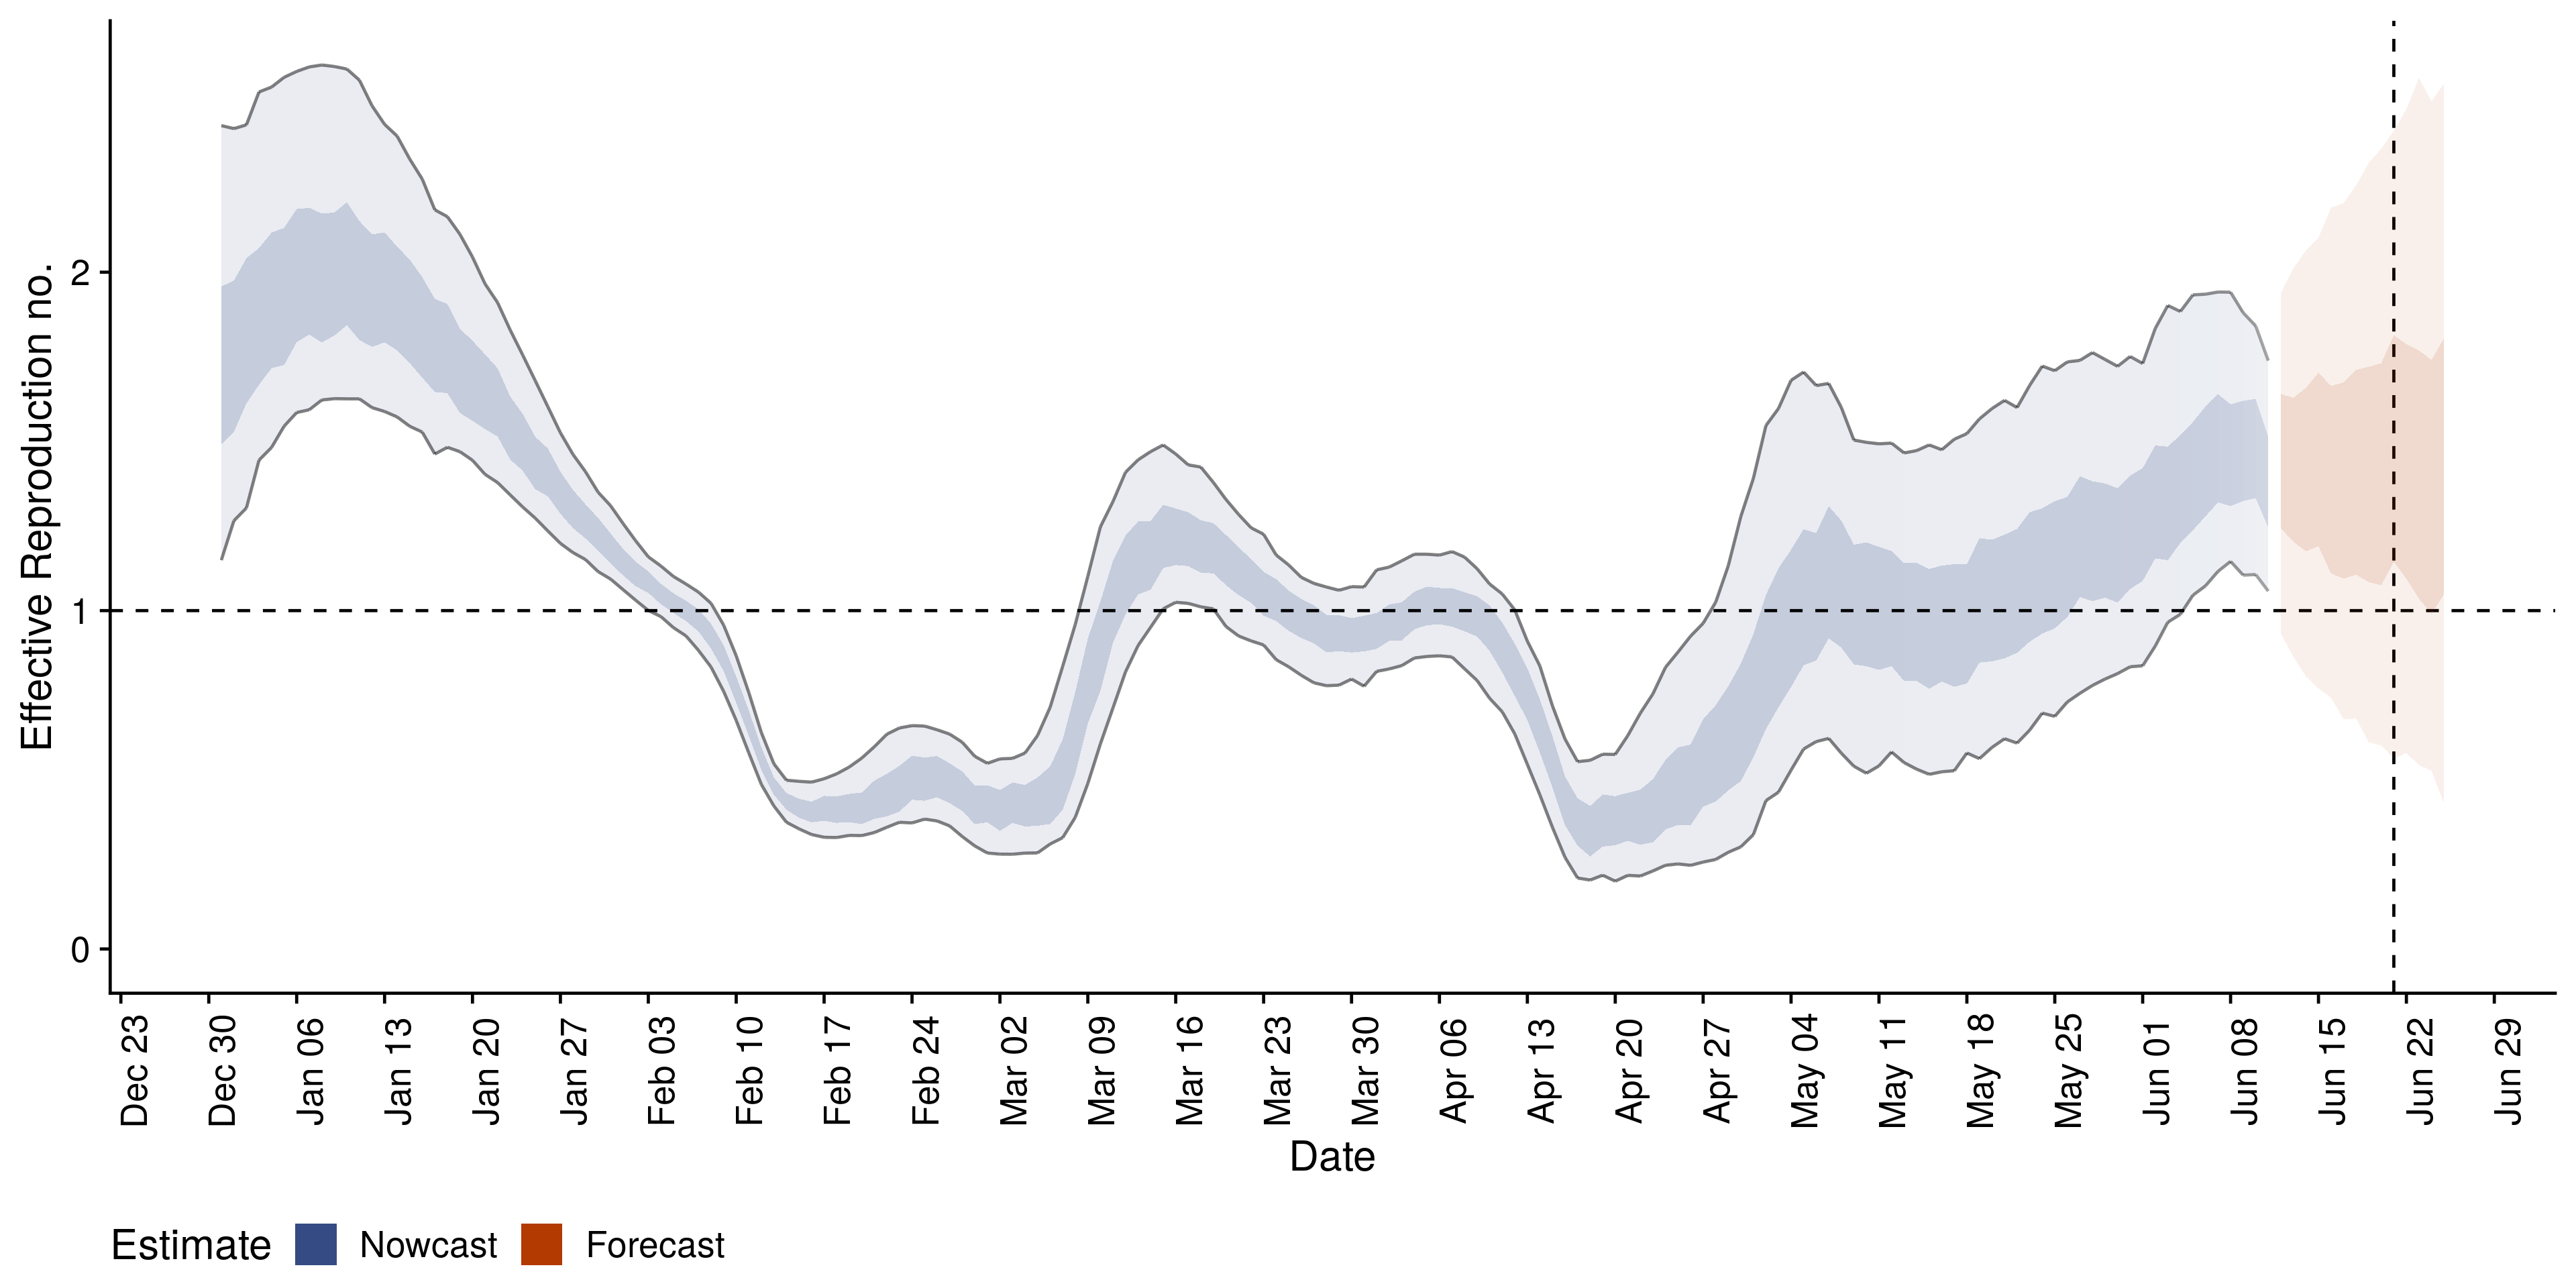 Effective Reproduction no.
2
1
0
Dec 23
Dec 30
Jan 06
Jan 13
Jan 20
Jan 27
Feb 03
Feb 10
Feb 17
Feb 24
Mar 02
Mar 09
Mar 16
Mar 23
Mar 30
Apr 06
Apr 13
Apr 20
Apr 27
May 04
May 11
May 18
May 25
Jun 01
Jun 08
Jun 15
Jun 22
Jun 29
Date
Estimate Nowcast Forecast